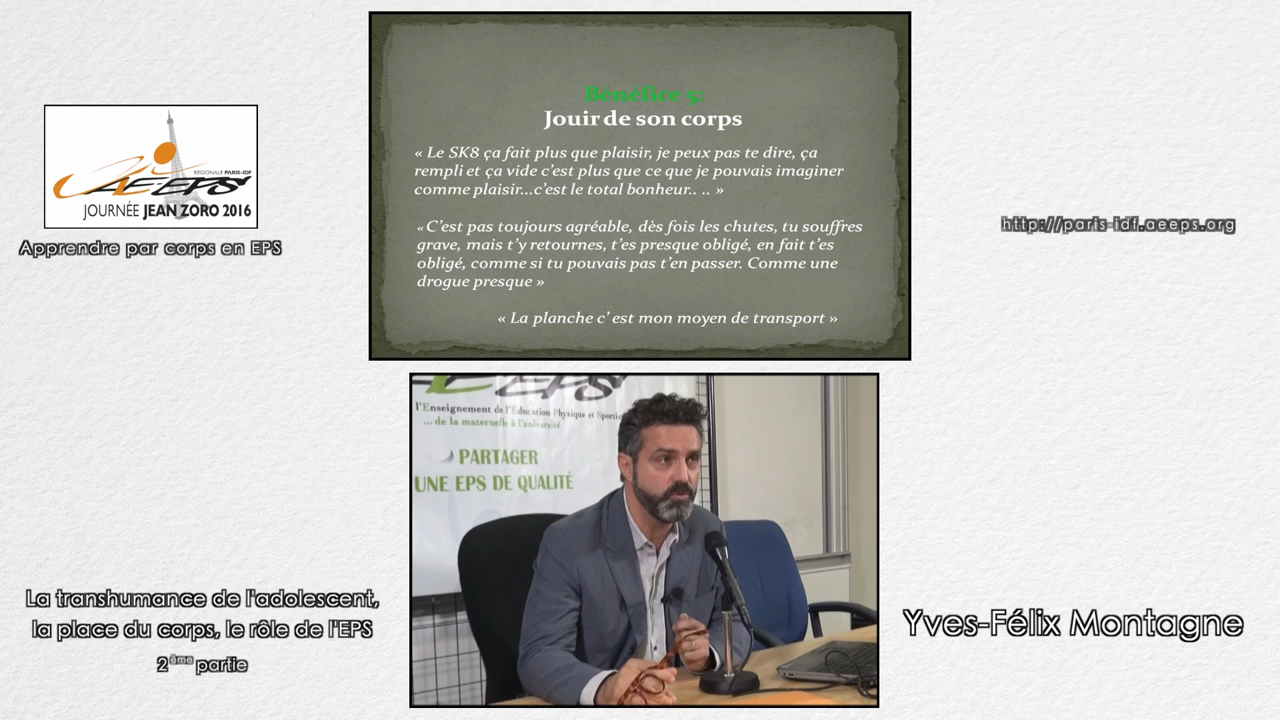 Bénéfice 5:
Jouir de son corps
« Le SK8 ça fait plus que plaisir, je peux pas te dire, ça
rempli et ça vide c'est plus que ce que je pouvais imaginer
comme plaisir...c'est le total bonheur.. .. »
« C'est pas toujours agréable, dès fois les chutes, tu souffres
grave, mais t'y retournes, t'es presque obligé, en fait t'es
obligé, comme si tu pouvais pas t'en passer. Comme une
drogue presque »
« La planche c' est mon moyen de transport »
RÉGIONALE PARIS-IDF
AE-EPS
JOURNÉE JEAN ZORO 2016
Apprendre par corps en EPS
http://paris-idf.aeeps.org
l'Enseignement de l'Éducation Physique et Sportive
... de la maternelle à l'université
PARTAGER
UNE EPS DE QUALITÉ
La transhumance de l'adolescent,
la place du corps, le rôle de l'EPS
2ème partie
Yves-Félix Montagne